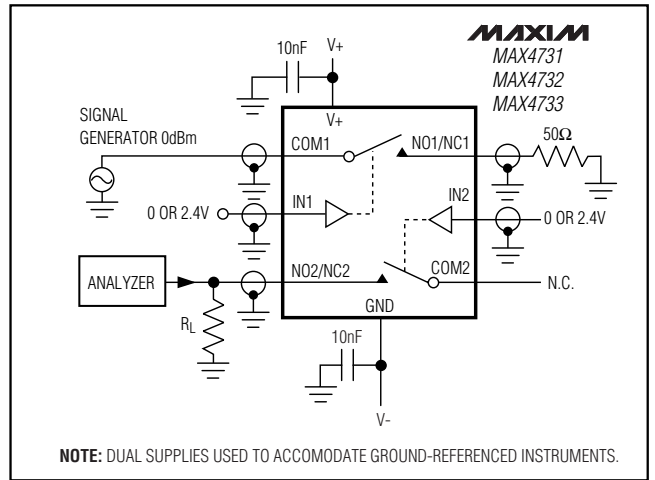 MAXIM
MAX4731
MAX4732
MAX4733
10nF
V+
V+
SIGNAL
GENERATOR 0dBm
COM1
NO1/NC1
50Ω
0 OR 2.4V
IN1
IN2
0 OR 2.4V
ANALYZER
NO2/NC2
COM2
N.C.
RL
GND
10nF
V-
NOTE: DUAL SUPPLIES USED TO ACCOMODATE GROUND-REFERENCED INSTRUMENTS.